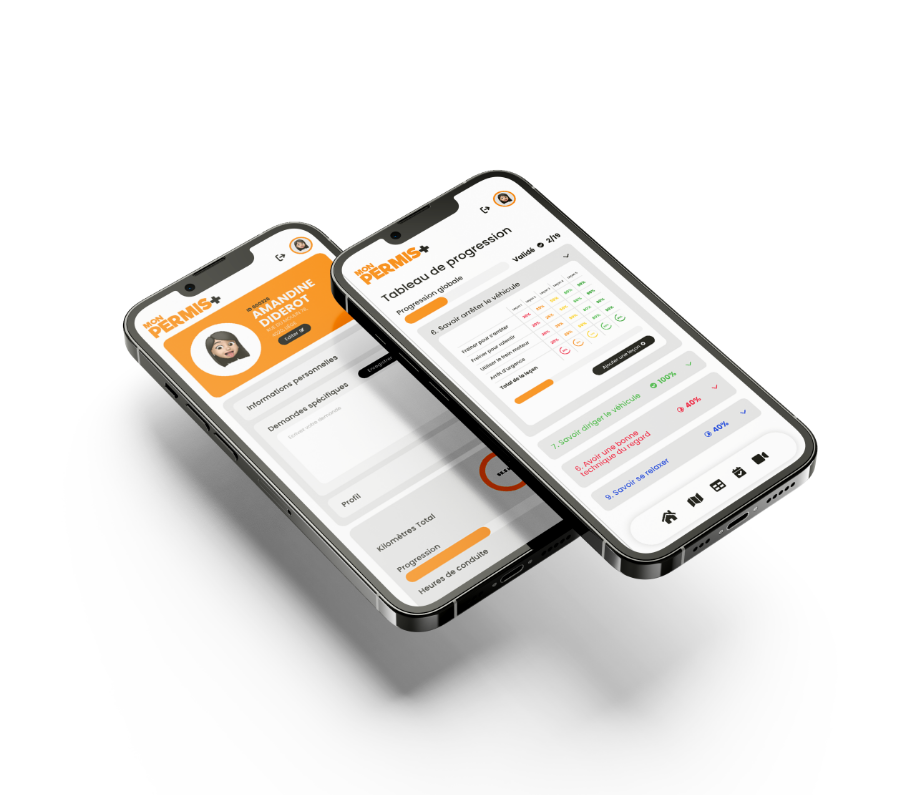 MON
PERMIS+
AMANDINE
DIDEROT
Editer
Informations personnelles
Enregistrer
Demandes spécifiques
Profil
Kilomètres Total
Progression
Heures de conduite
MON
PERMIS+
Tableau de progression
Progression globale
Validé 2/19
6. Savoir arrêter le véhicule
Freiner pour s'arrêter
Freiner pour ralentir
Utiliser le frein moteur
Arrêt d'urgence
Total de la leçon
Ajouter une leçon
7. Savoir diriger le véhicule
100%
6. Avoir une bonne
technique du regard
40%
9. Savoir se relaxer
40%